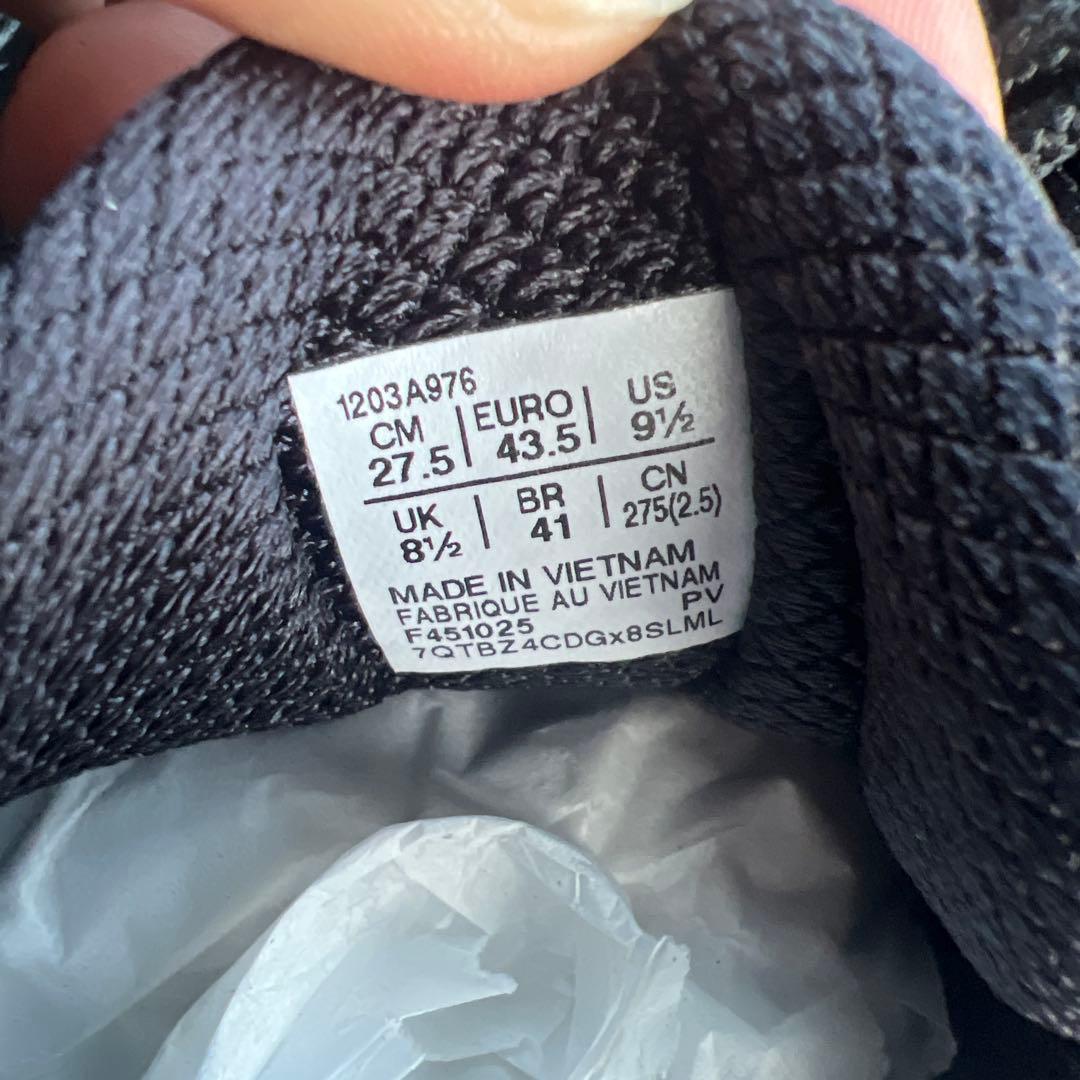 1203A976
CM | EURO | US
27.5 | 43.5 | 9½
UK | BR | CN
8½ | 41 | 275(2.5)
MADE IN VIETNAM
FABRIQUE AU VIETNAM
F451025 PV
7QTBZ4CDGx8SLML